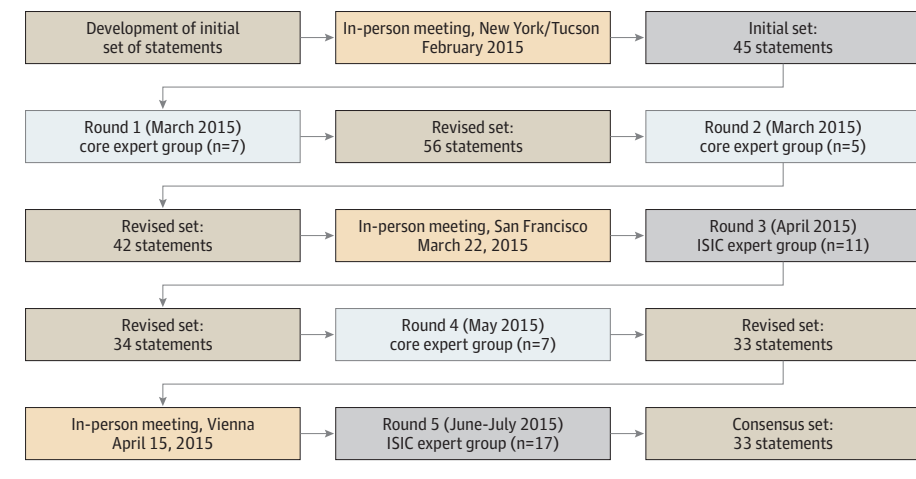 Development of initial
set of statements
In-person meeting, New York/Tucson
February 2015
Initial set:
45 statements
Round 1 (March 2015)
core expert group (n=7)
Revised set:
56 statements
Round 2 (March 2015)
core expert group (n=5)
Revised set:
42 statements
In-person meeting, San Francisco
March 22, 2015
Round 3 (April 2015)
ISIC expert group (n=11)
Revised set:
34 statements
Round 4 (May 2015)
core expert group (n=7)
Revised set:
33 statements
In-person meeting, Vienna
April 15, 2015
Round 5 (June-July 2015)
ISIC expert group (n=17)
Consensus set:
33 statements